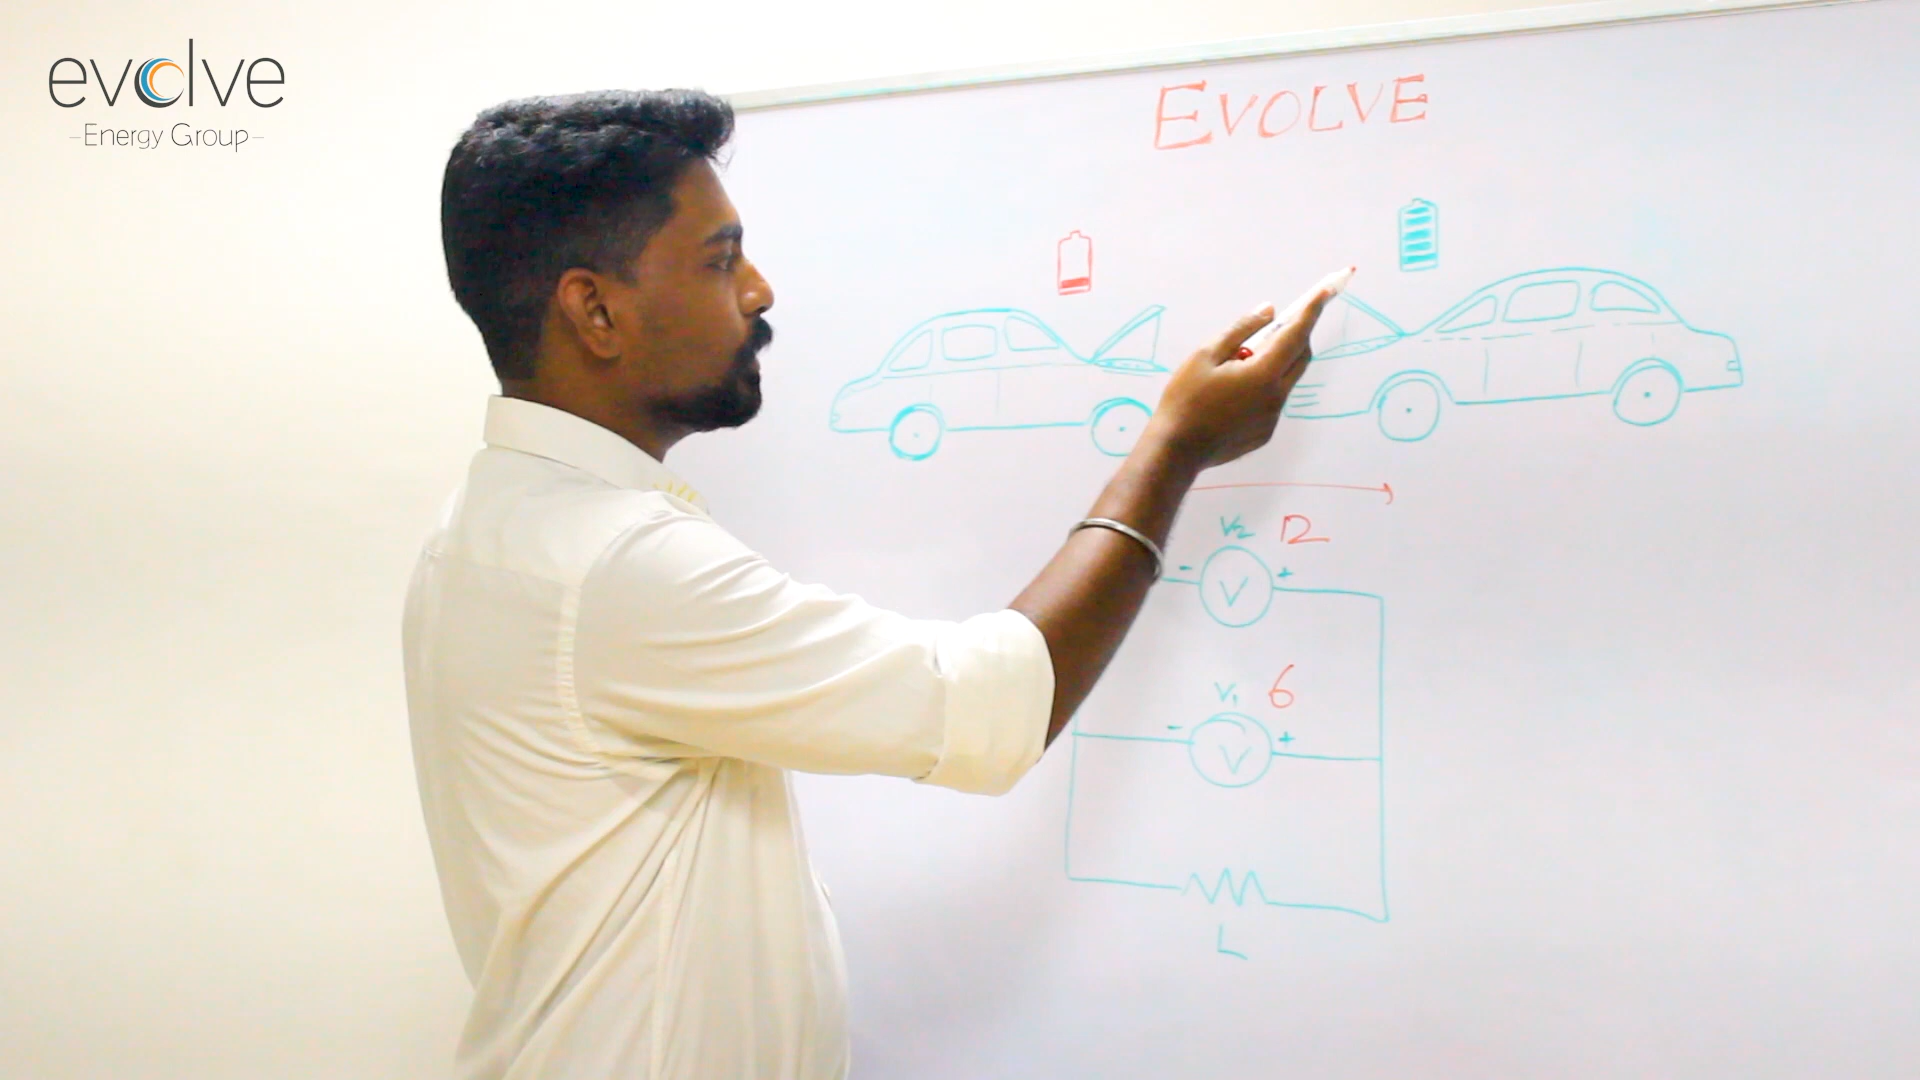 evolve
Energy Group
EVOLVE
V2 12
- V +
V1 6
- V +
L